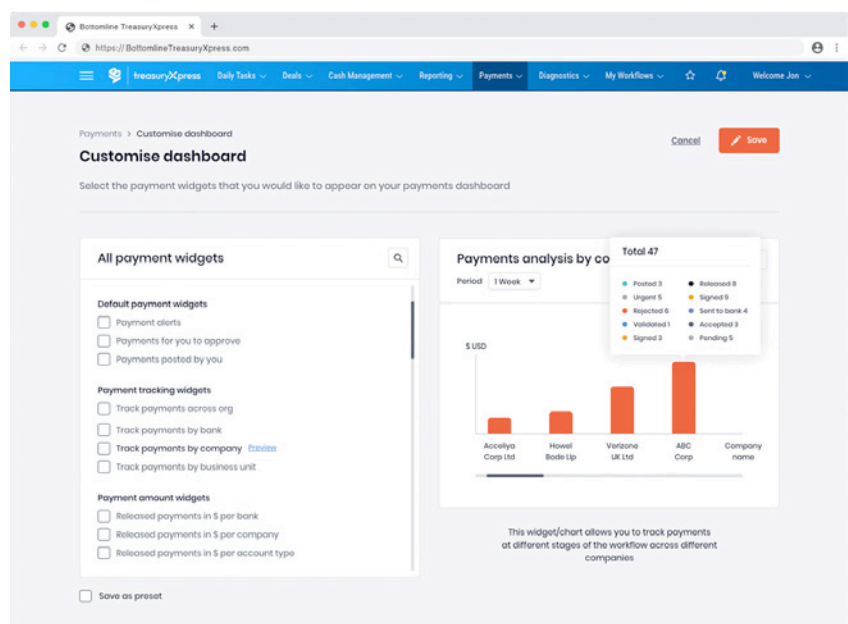 Bottomline TreasuryXpress
https://BottomlineTreasuryXpress.com
treasuryXpress Daily Tasks Deals Cash Management Reporting Payments Diagnostics My Workflows Welcome Jon
Payments > Customise dashboard
Customise dashboard
Cancel
Save
Select the payment widgets that you would like to appear on your payments dashboard
All payment widgets
Default payment widgets
Payment alerts
Payments for you to approve
Payments posted by you
Payment tracking widgets
Track payments across org
Track payments by bank
Track payments by company Preview
Track payments by business unit
Payment amount widgets
Released payments in $ per bank
Released payments in $ per company
Released payments in $ per account type
Save as preset
Payments analysis by co
Period 1 Week
Total 47
Posted 3 Released 8
Urgent 5 Signed 9
Rejected 6 Sent to bank 4
Validated 1 Accepted 3
Signed 3 Pending 5
$ USD
Acceliya Howel Verizone ABC Company
Corp Ltd Bode Llp UK Ltd Corp name
This widget/chart allows you to track payments
at different stages of the workflow across different
companies